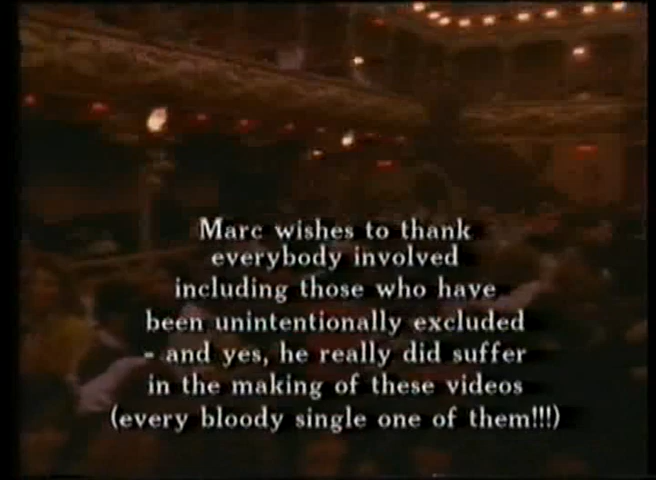 Marc wishes to thank
everybody involved
including those who have
been unintentionally excluded
- and yes, he really did suffer
in the making of these videos
(every bloody single one of them!!!)